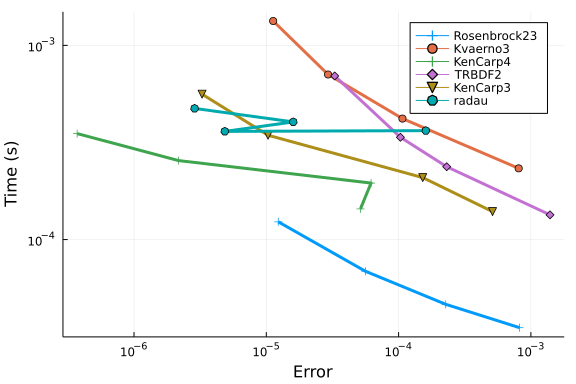 Rosenbrock23
Kvaerno3
KenCarp4
TRBDF2
KenCarp3
radau
10⁻³
10⁻⁴
Time (s)
10⁻⁶ 10⁻⁵ 10⁻⁴ 10⁻³
Error